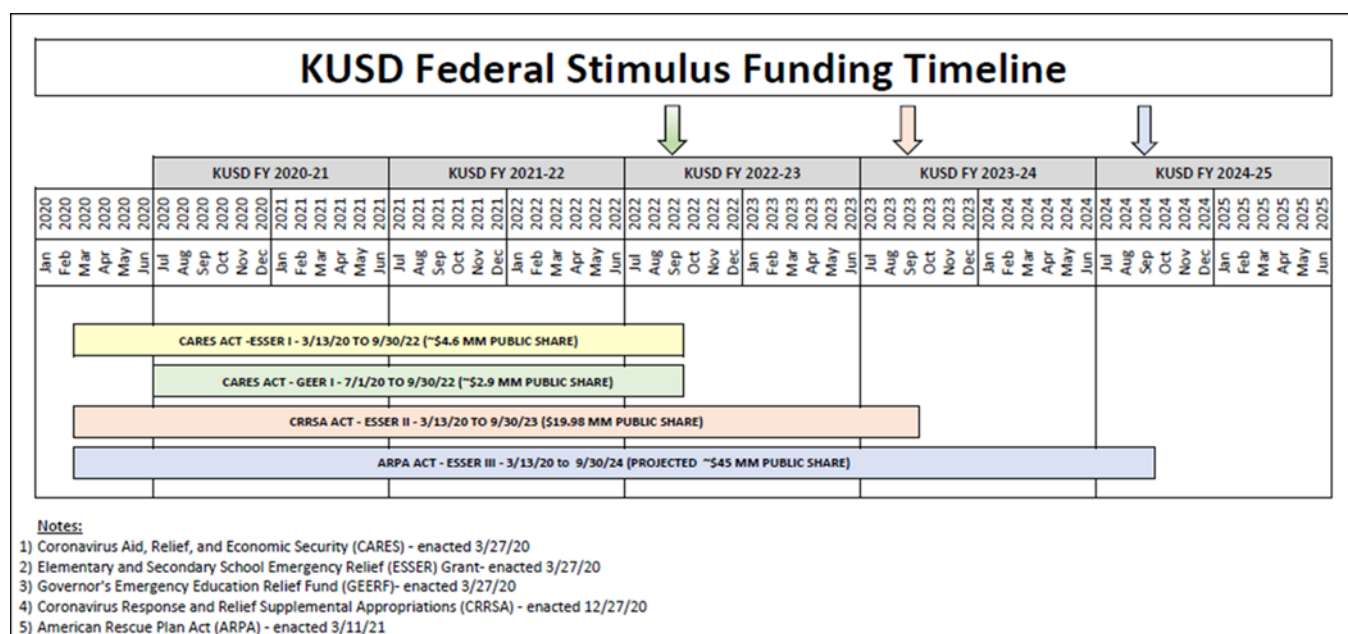 KUSD Federal Stimulus Funding Timeline
KUSD FY 2020-21 KUSD FY 2021-22 KUSD FY 2022-23 KUSD FY 2023-24 KUSD FY 2024-25
2020 2020 2020 2020 2020 2020 2020 2020 2020 2020 2020 2020 2021 2021 2021 2021 2021 2021 2021 2021 2021 2021 2021 2021 2022 2022 2022 2022 2022 2022 2022 2022 2022 2022 2022 2022 2023 2023 2023 2023 2023 2023 2023 2023 2023 2023 2023 2023 2024 2024 2024 2024 2024 2024 2024 2024 2024 2024 2024 2024 2025 2025 2025 2025 2025 2025
Jan Feb Mar Apr May Jun Jul Aug Sep Oct Nov Dec Jan Feb Mar Apr May Jun Jul Aug Sep Oct Nov Dec Jan Feb Mar Apr May Jun Jul Aug Sep Oct Nov Dec Jan Feb Mar Apr May Jun Jul Aug Sep Oct Nov Dec Jan Feb Mar Apr May Jun Jul Aug Sep Oct Nov Dec Jan Feb Mar Apr May Jun
CARES ACT -ESSER I - 3/13/20 TO 9/30/22 (~$4.6 MM PUBLIC SHARE)
CARES ACT - GEER I - 7/1/20 TO 9/30/22 (~$2.9 MM PUBLIC SHARE)
CRRSA ACT - ESSER II - 3/13/20 TO 9/30/23 ($19.98 MM PUBLIC SHARE)
ARPA ACT - ESSER III - 3/13/20 to 9/30/24 (PROJECTED ~$45 MM PUBLIC SHARE)
Notes:
1) Coronavirus Aid, Relief, and Economic Security (CARES) - enacted 3/27/20
2) Elementary and Secondary School Emergency Relief (ESSER) Grant- enacted 3/27/20
3) Governor's Emergency Education Relief Fund (GEERF)- enacted 3/27/20
4) Coronavirus Response and Relief Supplemental Appropriations (CRRSA) - enacted 12/27/20
5) American Rescue Plan Act (ARPA) - enacted 3/11/21